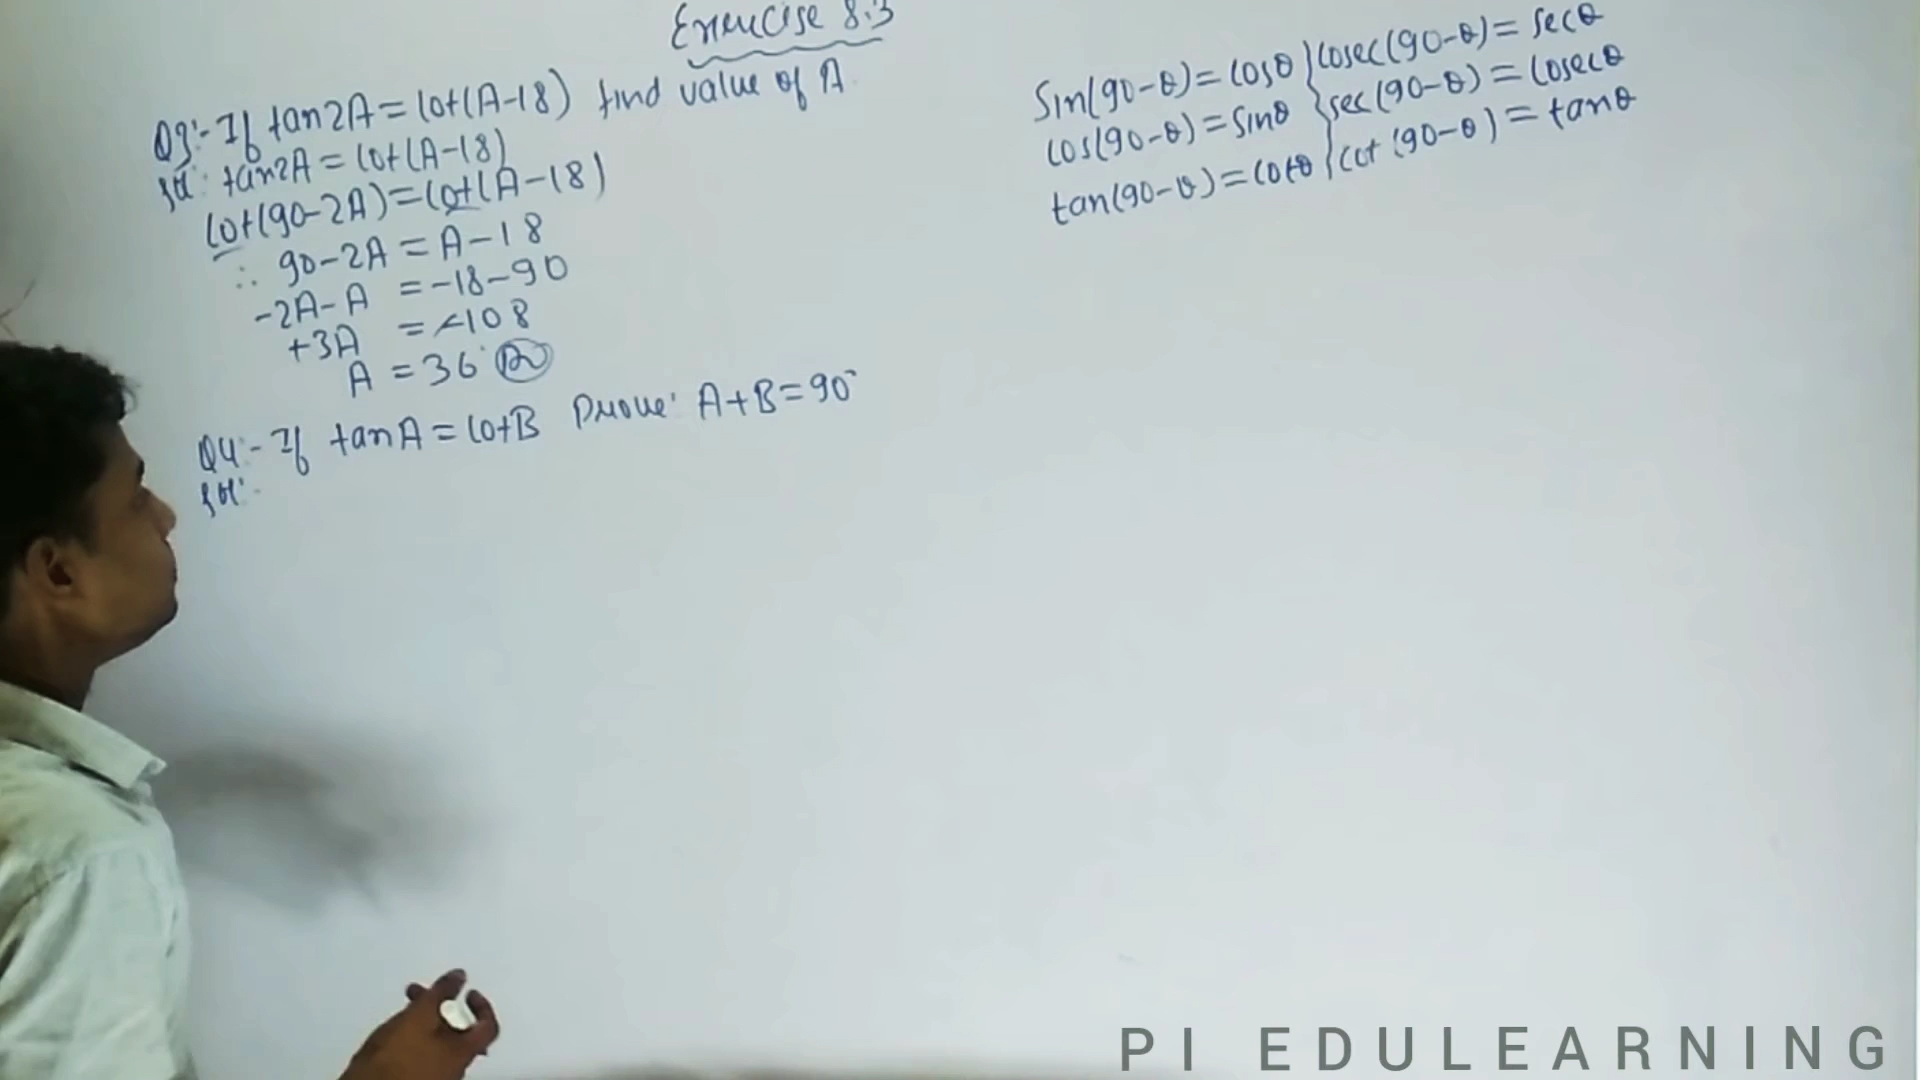 Exercise 8.3
Q3:- If tan2A = cot(A-18) find value of A
Sol: tan2A = cot(A-18)
cot(90-2A) = cot(A-18)
∴ 90-2A = A-18
-2A-A = -18-90
+3A = -108
A = 36°
Q4:- If tanA = cotB Prove: A+B=90°
Sol:-
Sin(90-θ) = cosθ } cosec(90-θ) = secθ
cos(90-θ) = sinθ } sec(90-θ) = cosecθ
tan(90-θ) = cotθ } cot(90-θ) = tanθ
PI EDULEARNING